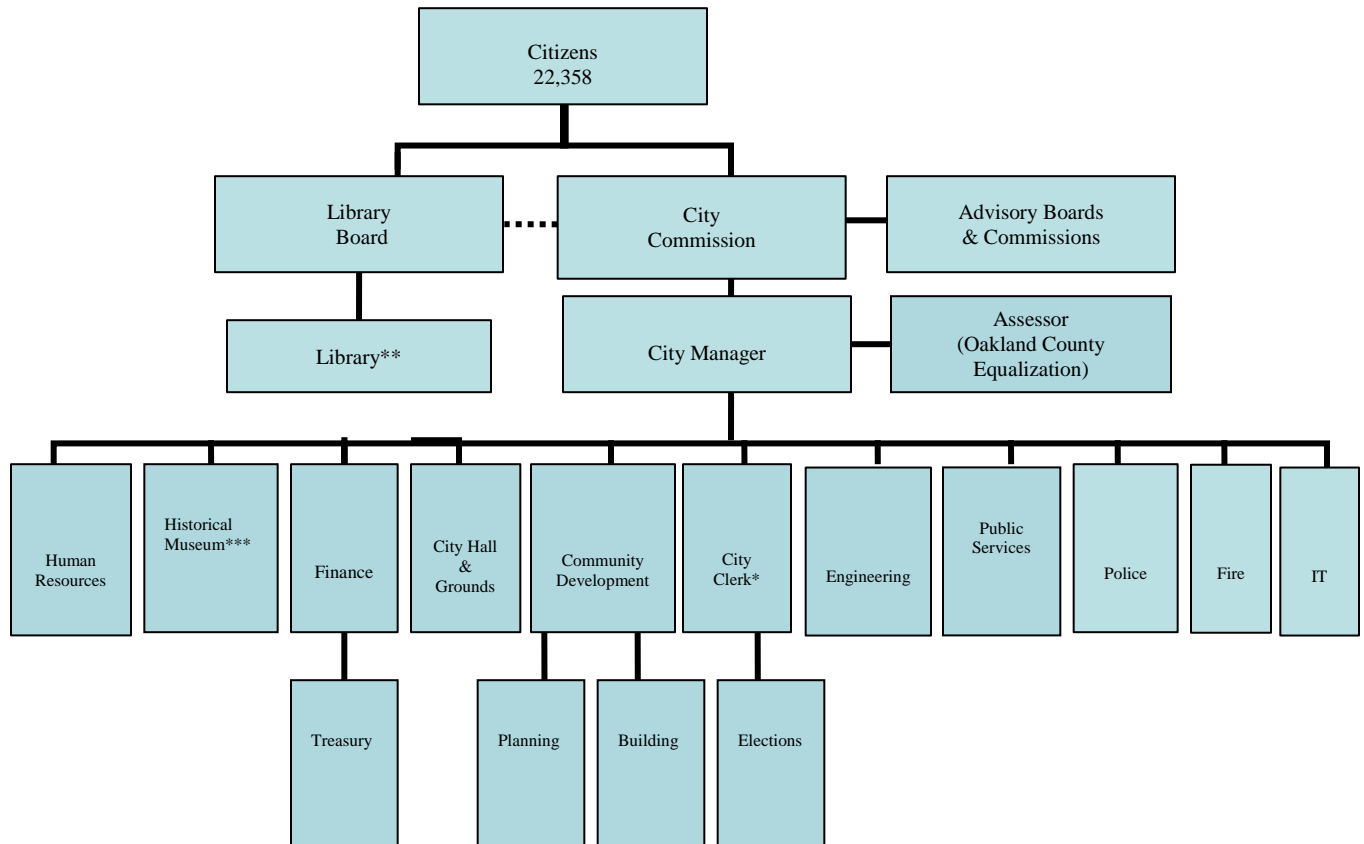 Citizens
22,358
Library
Board
City
Commission
Advisory Boards
& Commissions
Library**
City Manager
Assessor
(Oakland County
Equalization)
Human
Resources
Historical
Museum***
Finance
City Hall
&
Grounds
Community
Development
City
Clerk*
Engineering
Public
Services
Police
Fire
IT
Treasury
Planning
Building
Elections